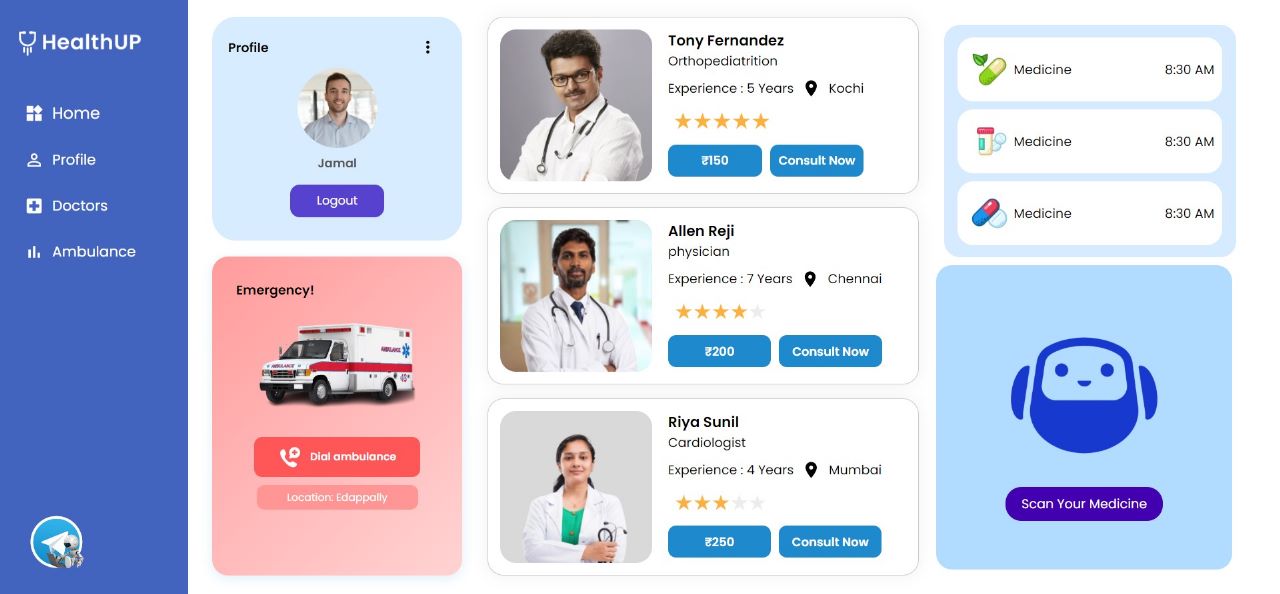 HealthUP
Home
Profile
Doctors
Ambulance
Profile
Jamal
Logout
Emergency!
AMBULANCE
AMBULANCE
Dial ambulance
Location: Edappally
Tony Fernandez
Orthopediatrition
Experience : 5 Years Kochi
₹150 Consult Now
Allen Reji
physician
Experience : 7 Years Chennai
₹200 Consult Now
Riya Sunil
Cardiologist
Experience : 4 Years Mumbai
₹250 Consult Now
Medicine 8:30 AM
Medicine 8:30 AM
Medicine 8:30 AM
Scan Your Medicine